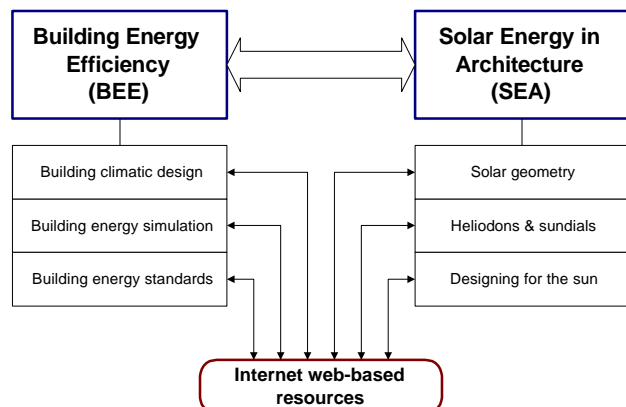 Building Energy
Efficiency
(BEE)
Solar Energy in
Architecture
(SEA)
Building climatic design
Building energy simulation
Building energy standards
Solar geometry
Heliodons & sundials
Designing for the sun
Internet web-based
resources